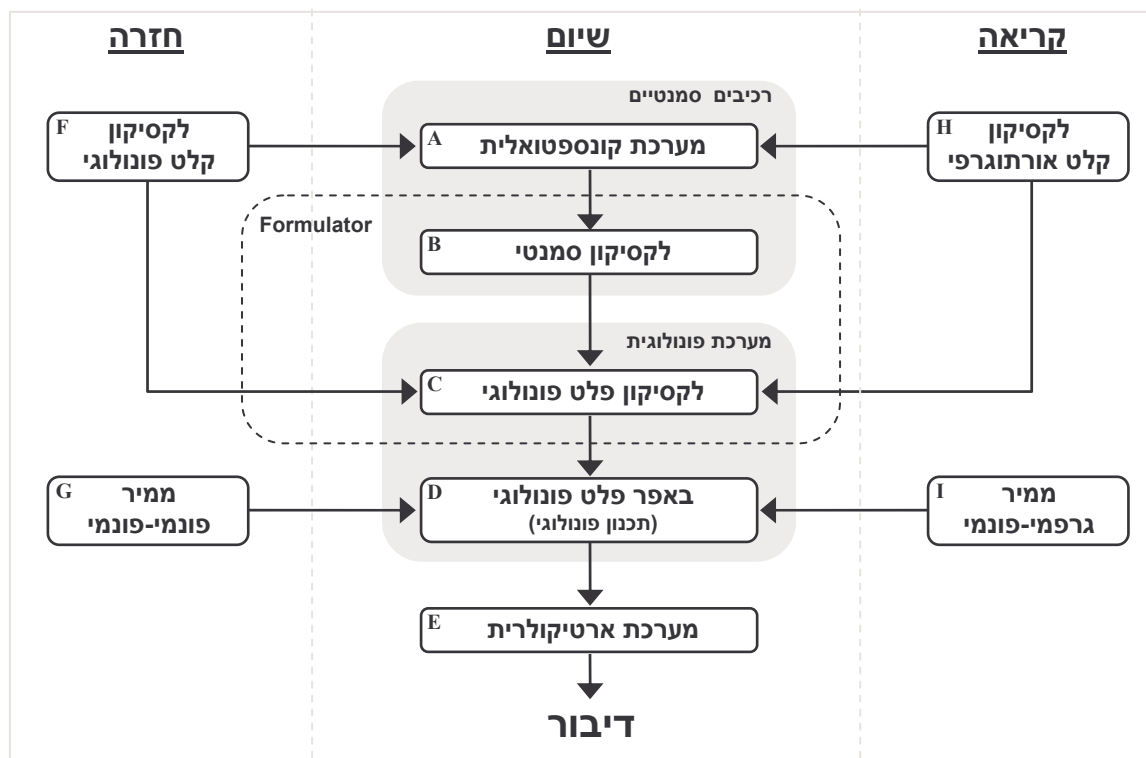 קריאה
שיום
חזרה
רכיבים סמנטיים
H
לקסיקון
קלט אורתוגרפי
A
מערכת קונספטואלית
F
לקסיקון
קלט פונולוגי
Formulator
B
לקסיקון סמנטי
מערכת פונולוגית
C
לקסיקון פלט פונולוגי
I
ממיר
גרפמי-פונמי
D
באפר פלט פונולוגי
(תכנון פונולוגי)
G
ממיר
פונמי-פונמי
E
מערכת ארטיקולרית
דיבור